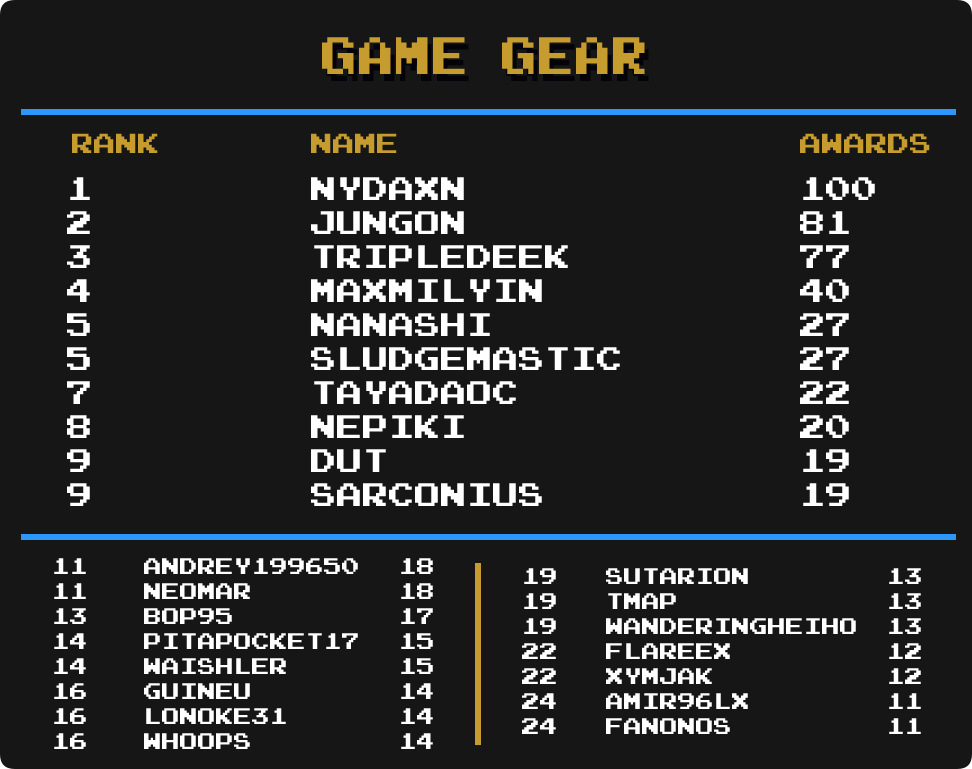 GAME GEAR
RANK NAME AWARDS
1 NYDAXN 100
2 JUNGON 81
3 TRIPLEDEEK 77
4 MAXMILYIN 40
5 NANASHI 27
5 SLUDGEMASTIC 27
7 TAYADAOC 22
8 NEPIKI 20
9 DUT 19
9 SARCONIUS 19
11 ANDREY199650 18
11 NEOMAR 18
13 BOP95 17
14 PITAPOCKET17 15
14 WAISHLER 15
16 GUINEU 14
16 LONOKE31 14
16 WHOOPS 14
19 SUTARION 13
19 TMAP 13
19 WANDERINGHEIHO 13
22 FLAREEX 12
22 XYMJAK 12
24 AMIR96LX 11
24 FANONOS 11